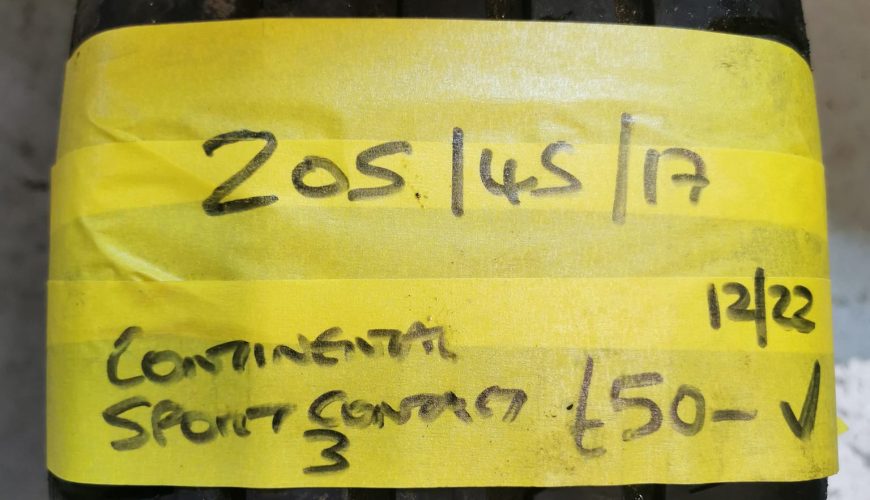 205/45/17
12/22
CONTINENTAL
SPORT CONTACT
3
£50- ✓